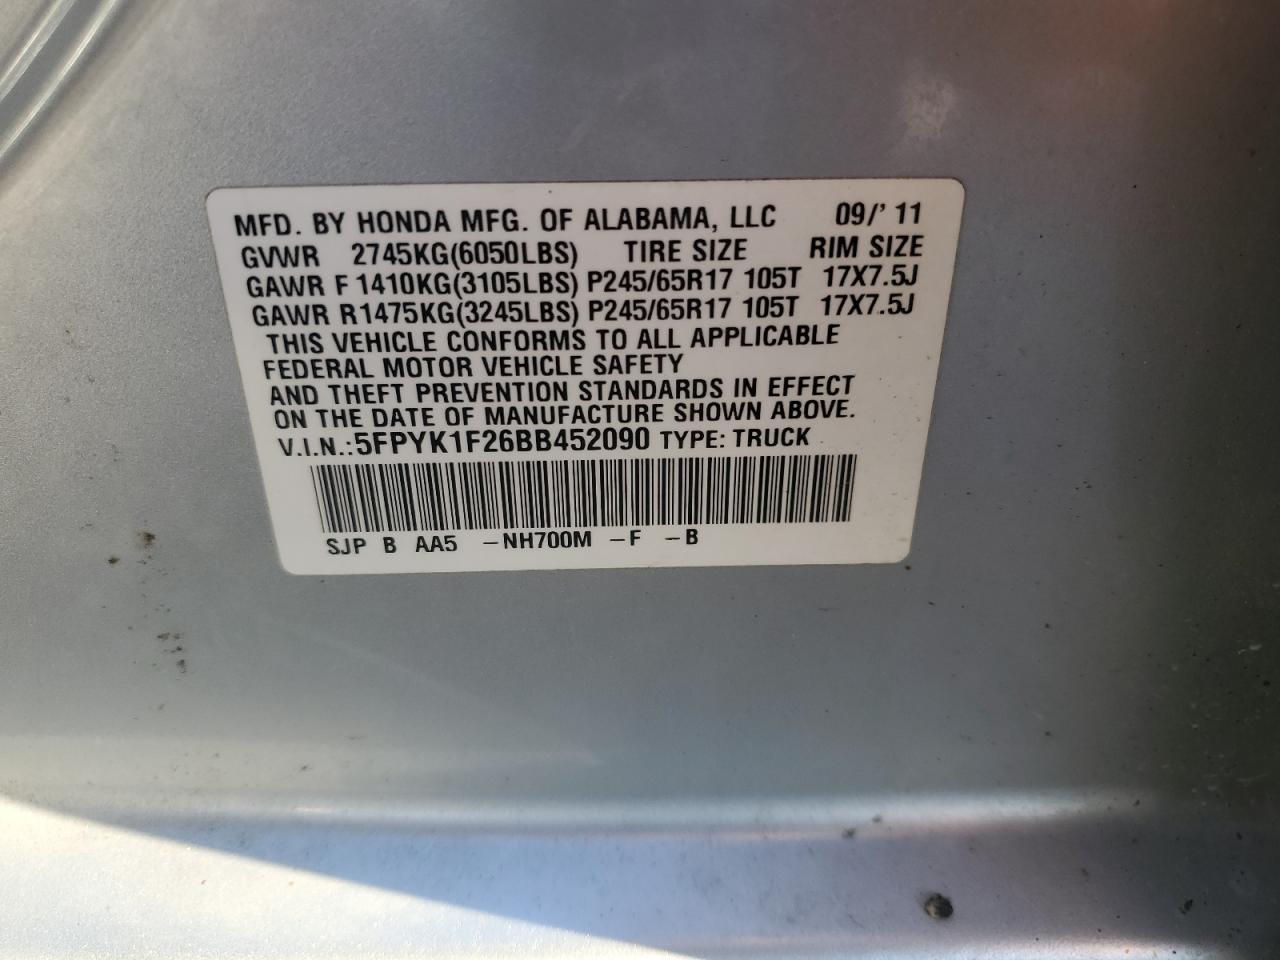 MFD. BY HONDA MFG. OF ALABAMA, LLC 09/'11
GVWR 2745KG(6050LBS) TIRE SIZE RIM SIZE
GAWR F 1410KG(3105LBS) P245/65R17 105T 17X7.5J
GAWR R1475KG(3245LBS) P245/65R17 105T 17X7.5J
THIS VEHICLE CONFORMS TO ALL APPLICABLE
FEDERAL MOTOR VEHICLE SAFETY
AND THEFT PREVENTION STANDARDS IN EFFECT
ON THE DATE OF MANUFACTURE SHOWN ABOVE.
V.I.N.:5FPYK1F26BB452090 TYPE: TRUCK
SJP B AA5 -NH700M -F -B